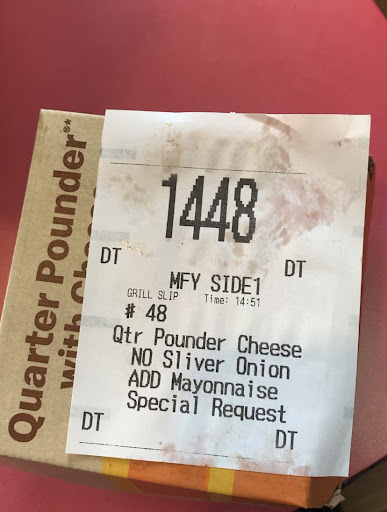 Quarter Pounder®*
with Cheese
1448
DT
DT
MFY SIDE1
GRILL SLIP Time: 14:51
# 48
Qtr Pounder Cheese
NO Sliver Onion
ADD Mayonnaise
Special Request
DT
DT